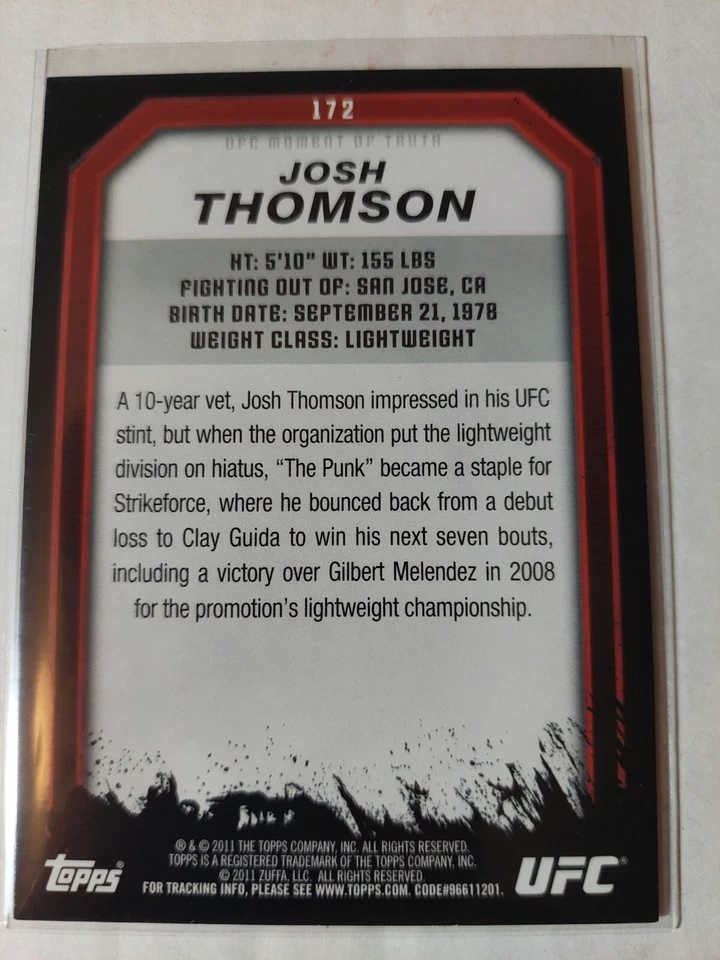 172
UFC MOMENT OF TRUTH
JOSH
THOMSON
HT: 5'10" WT: 155 LBS
FIGHTING OUT OF: SAN JOSE, CA
BIRTH DATE: SEPTEMBER 21, 1978
WEIGHT CLASS: LIGHTWEIGHT
A 10-year vet, Josh Thomson impressed in his UFC
stint, but when the organization put the lightweight
division on hiatus, “The Punk” became a staple for
Strikeforce, where he bounced back from a debut
loss to Clay Guida to win his next seven bouts,
including a victory over Gilbert Melendez in 2008
for the promotion’s lightweight championship.
® & © 2011 THE TOPPS COMPANY, INC. ALL RIGHTS RESERVED.
TOPPS IS A REGISTERED TRADEMARK OF THE TOPPS COMPANY, INC.
© 2011 ZUFFA, LLC. ALL RIGHTS RESERVED.
FOR TRACKING INFO, PLEASE SEE WWW.TOPPS.COM. CODE#96611201.
topps®
UFC®